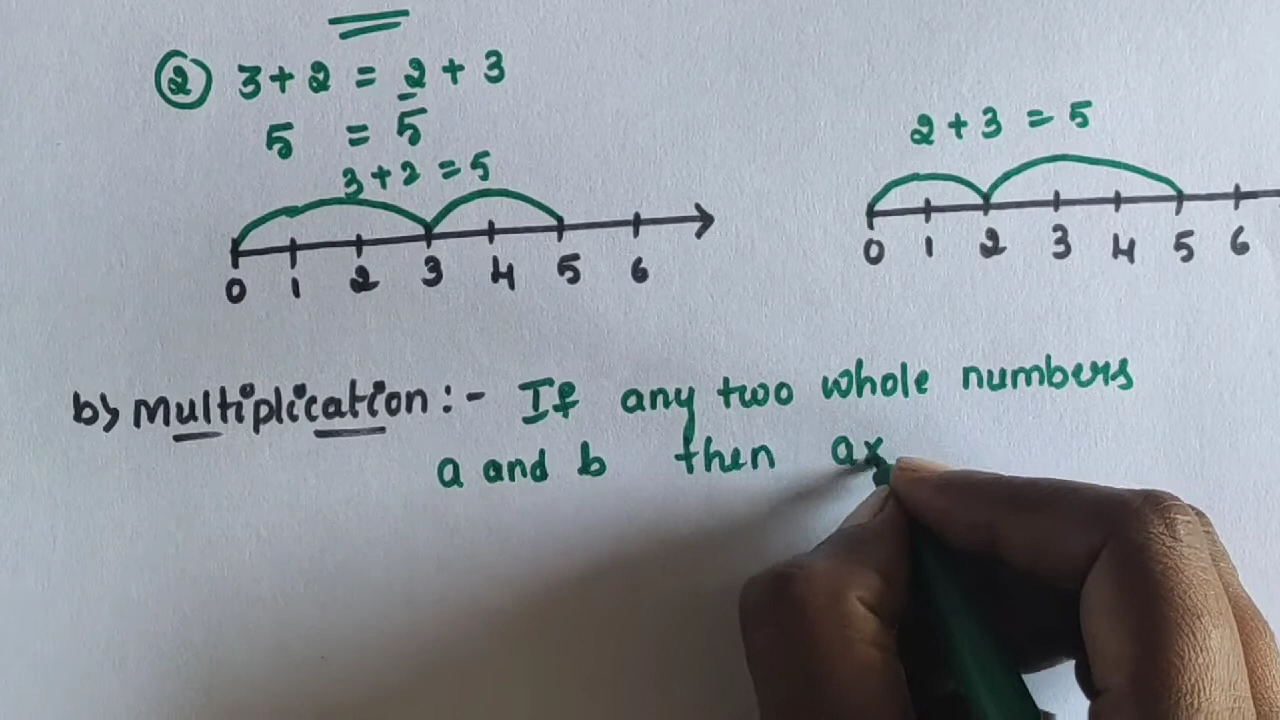 ② 3+2 = 2+3
5 = 5
3+2 = 5
0 1 2 3 4 5 6
2+3 = 5
0 1 2 3 4 5 6
b) multiplication :- If any two whole numbers
a and b then ax